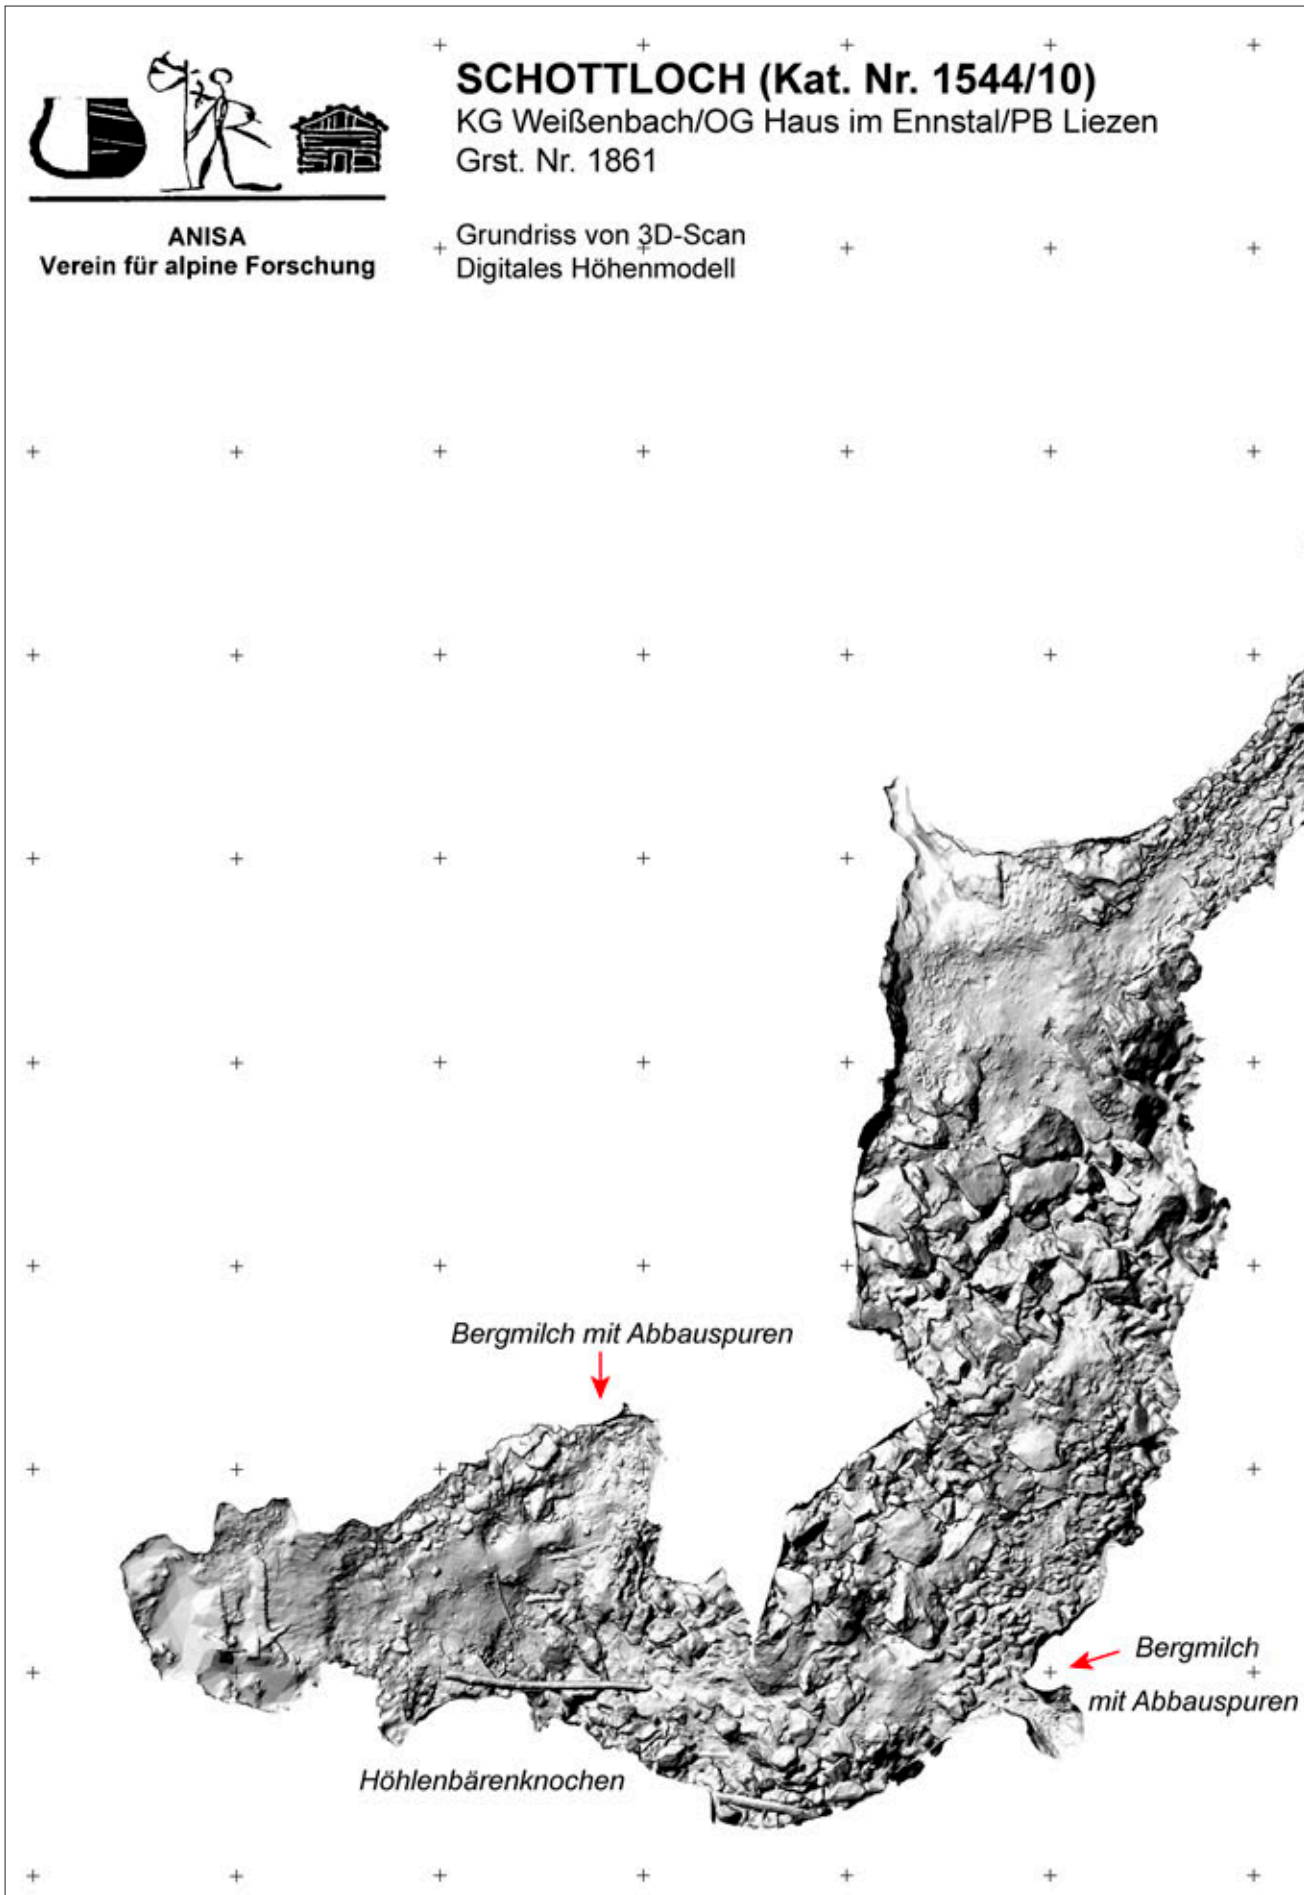 SCHOTTLOCH (Kat. Nr. 1544/10)
KG Weißenbach/OG Haus im Ennstal/PB Liezen
Grst. Nr. 1861
ANISA
Verein für alpine Forschung
Grundriss von 3D-Scan
Digitales Höhenmodell
Bergmilch mit Abbauspuren
Bergmilch
mit Abbauspuren
Höhlenbärenknochen